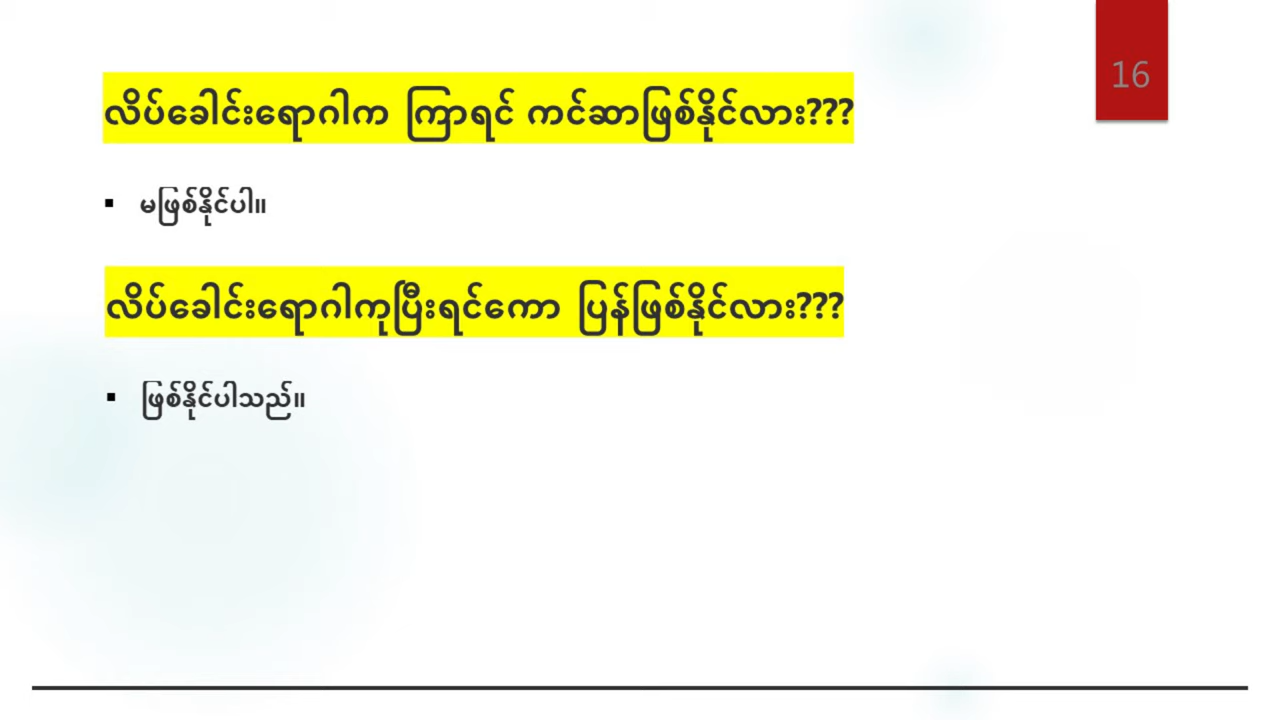 16
လိပ်ခေါင်းရောဂါက ကြာရင် ကင်ဆာဖြစ်နိုင်လား???
▪ မဖြစ်နိုင်ပါ။
လိပ်ခေါင်းရောဂါကုပြီးရင်ကော ပြန်ဖြစ်နိုင်လား???
▪ ဖြစ်နိုင်ပါသည်။